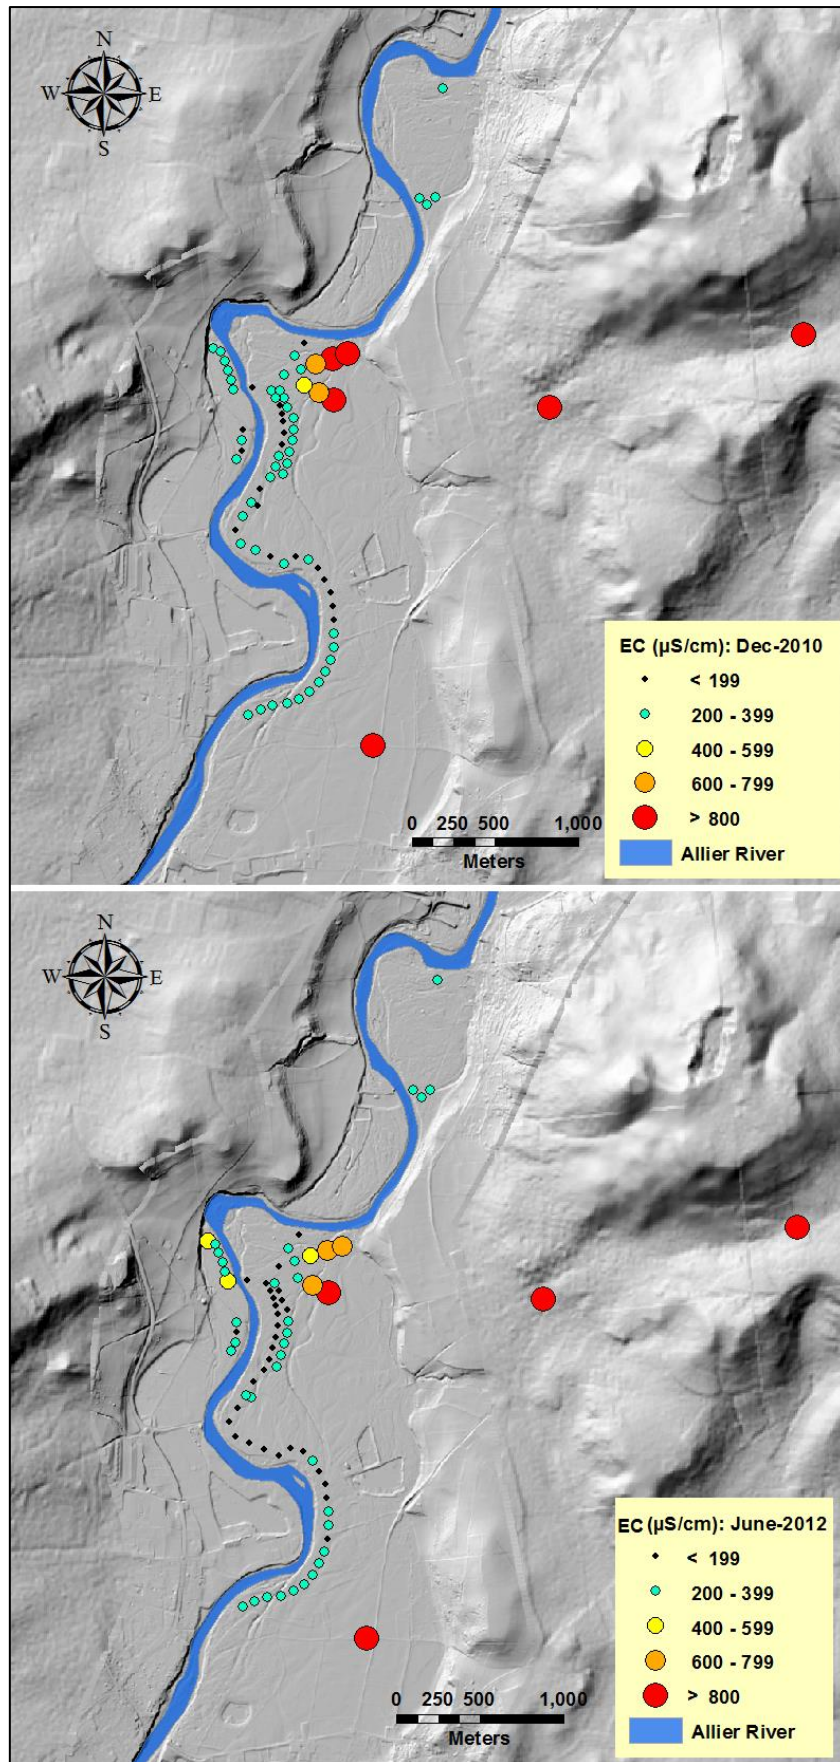 N
W E
S
EC (µS/cm): Dec-2010
< 199
200 - 399
400 - 599
600 - 799
> 800
Allier River
0 250 500 1,000
Meters
N
W E
S
EC (µS/cm): June-2012
< 199
200 - 399
400 - 599
600 - 799
> 800
Allier River
0 250 500 1,000
Meters